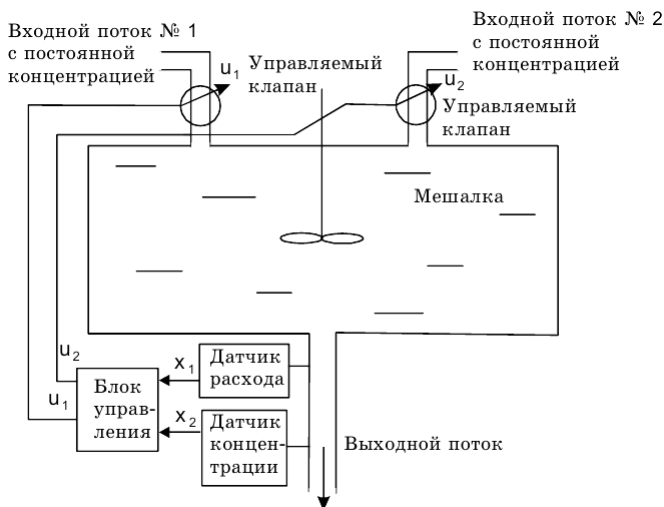 Входной поток № 1
с постоянной
концентрацией
u1
Управляемый
клапан
Входной поток № 2
с постоянной
концентрацией
u2
Управляемый
клапан
Мешалка
u2
u1
Блок
управ-
ления
x1
Датчик
расхода
x2
Датчик
концен-
трации
Выходной поток